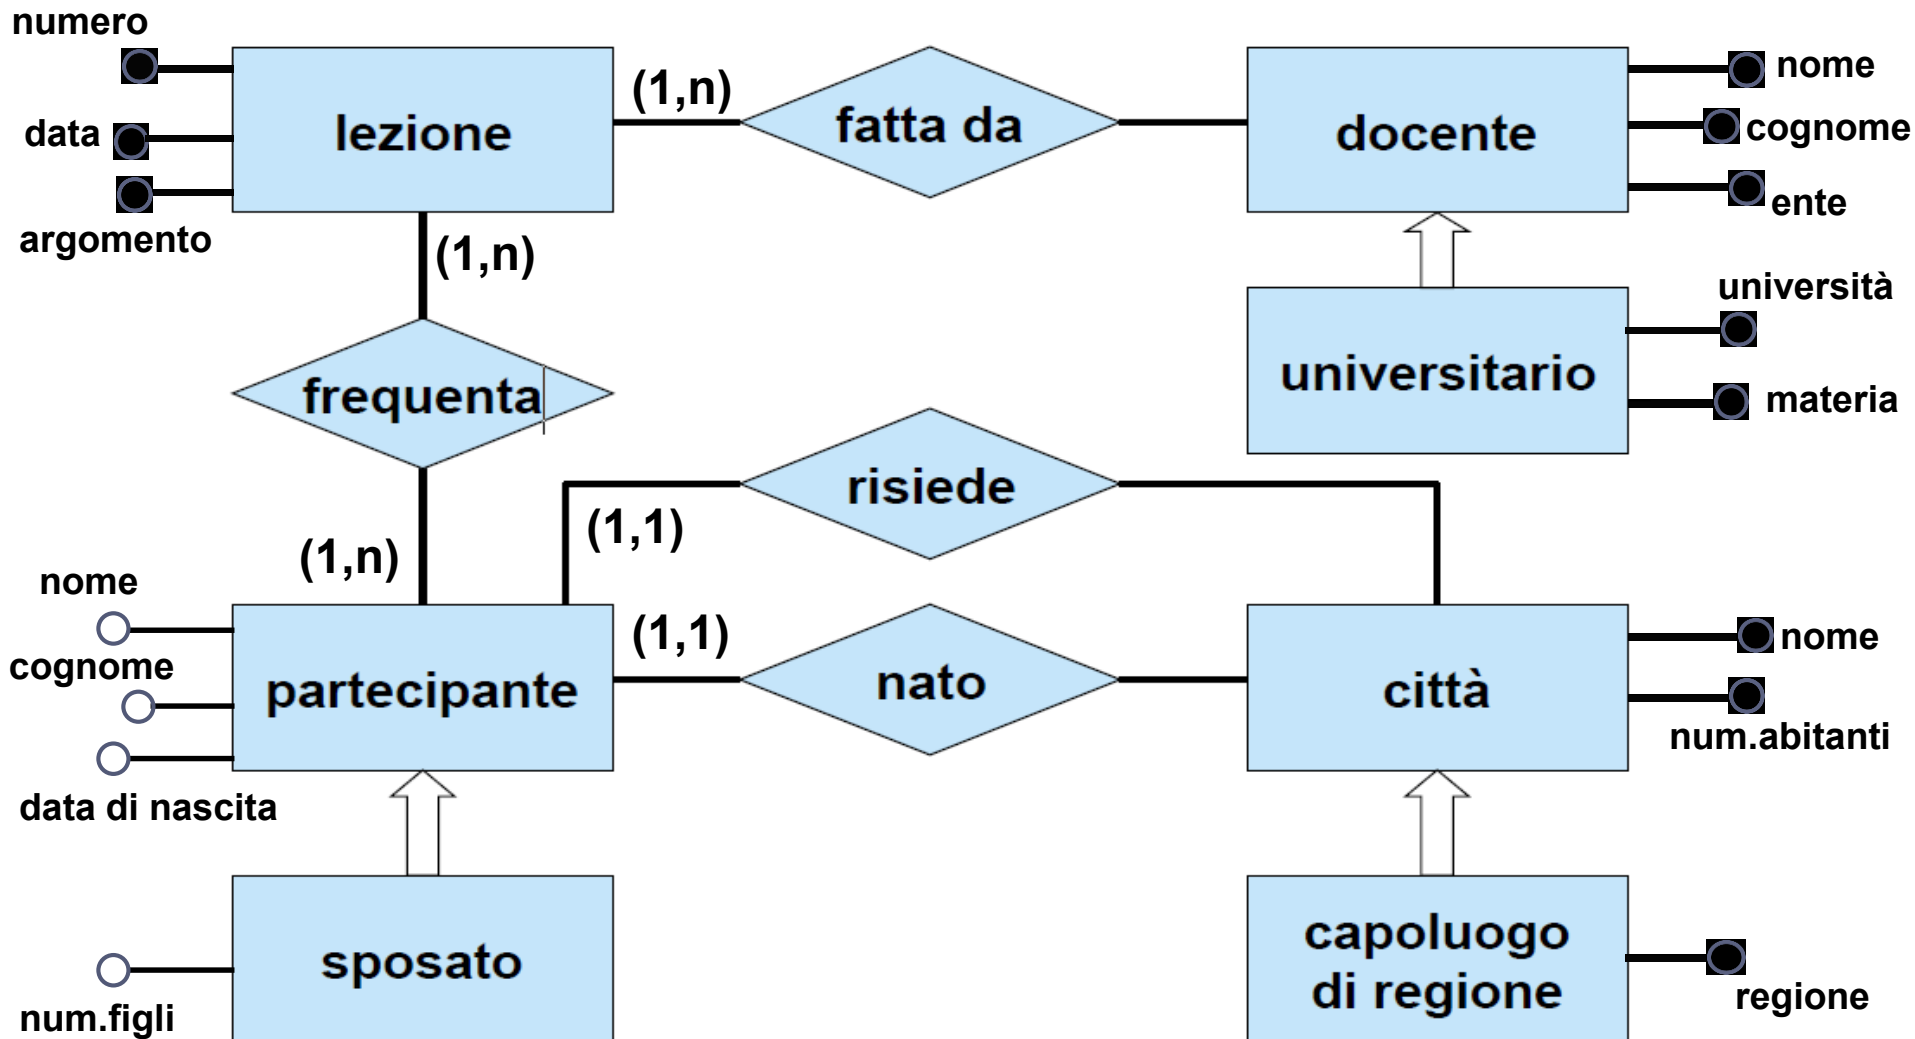 numero
(1,n)
nome
data
lezione
fatta da
docente
cognome
argomento
ente
(1,n)
università
frequenta
universitario
materia
risiede
(1,n)
(1,1)
nome
cognome
partecipante
(1,1)
nato
città
nome
num.abitanti
data di nascita
sposato
capoluogo
di regione
num.figli
regione